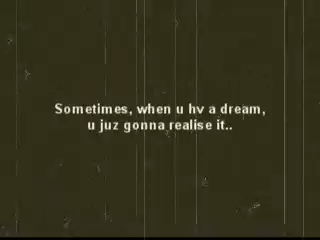 Sometimes, when u hv a dream,
u juz gonna realise it..